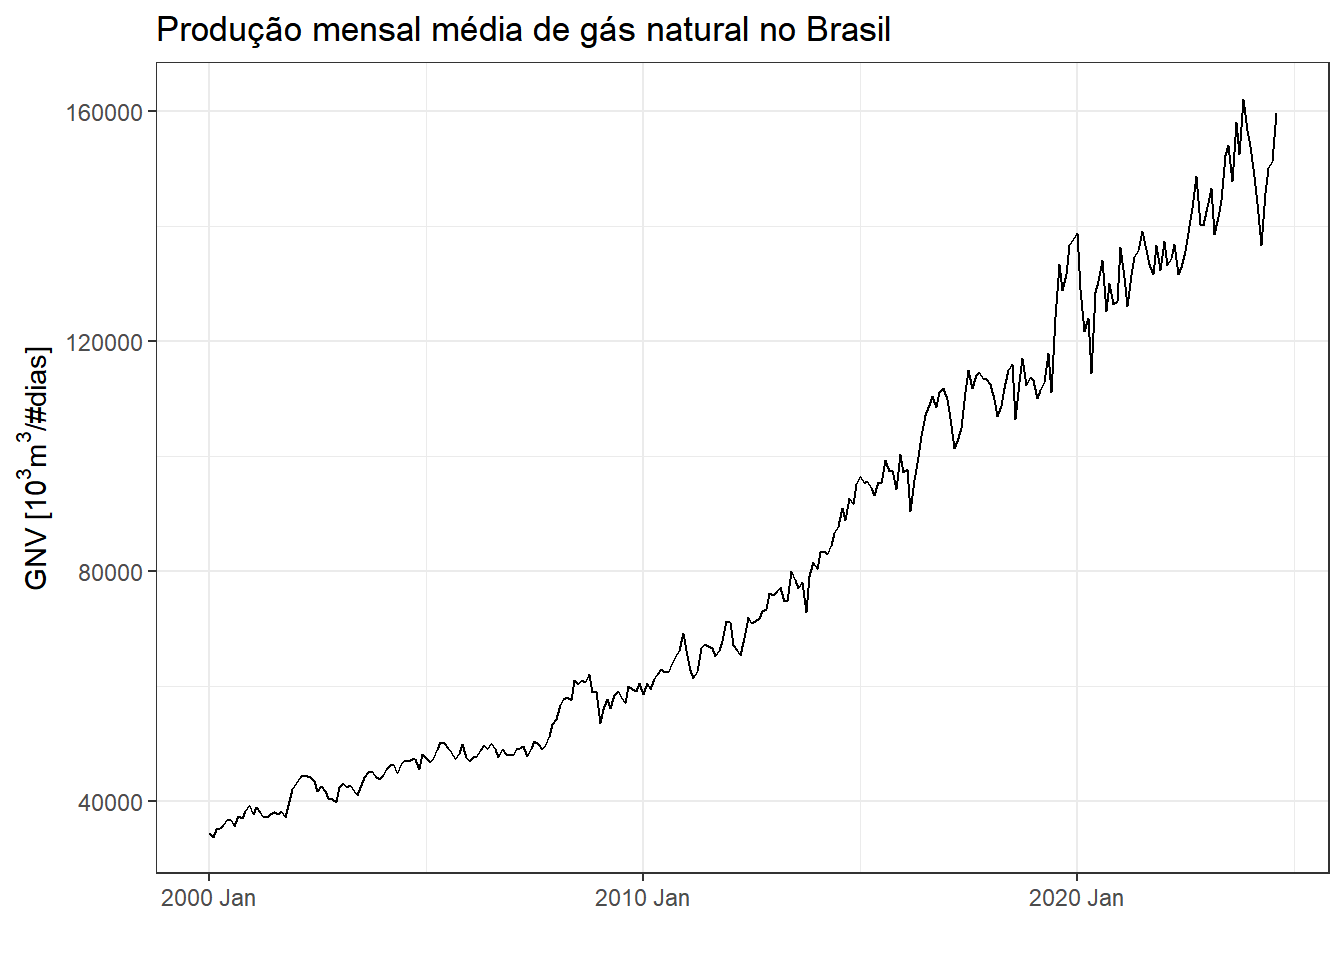 Produção mensal média de gás natural no Brasil
160000
120000
80000
40000
GNV [10³m³/#dias]
2000 Jan
2010 Jan
2020 Jan